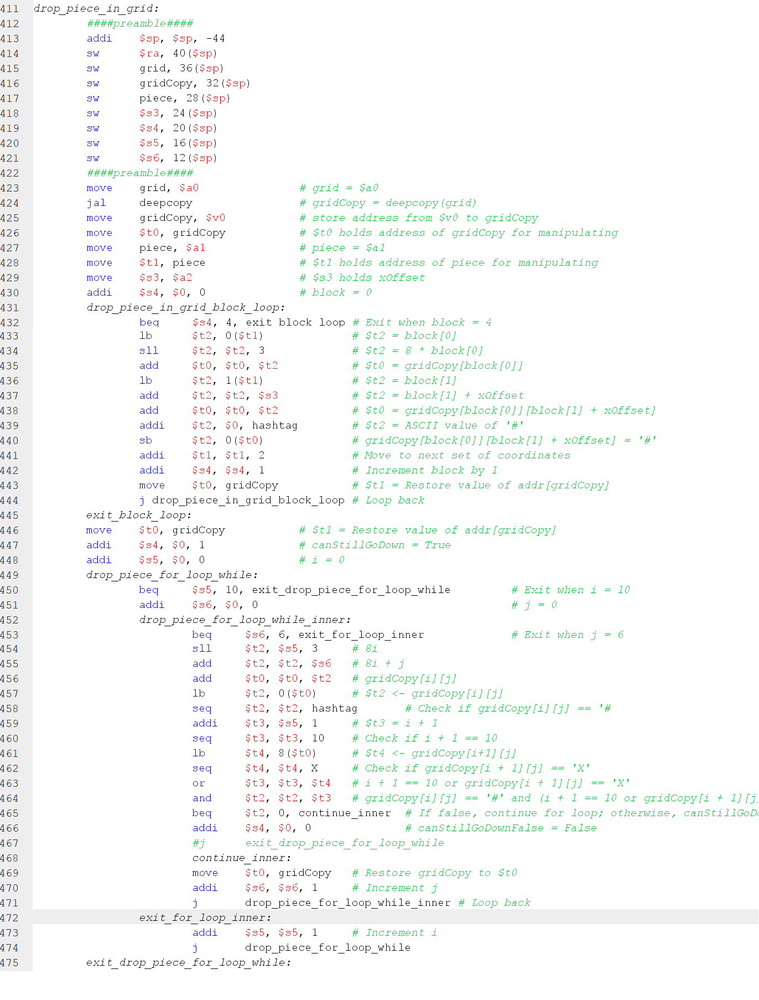 411 drop_piece_in_grid:
412 ####preamble####
413 addi $sp, $sp, -44
414 sw $ra, 40($sp)
415 sw grid, 36($sp)
416 sw gridCopy, 32($sp)
417 sw piece, 28($sp)
418 sw $s3, 24($sp)
419 sw $s4, 20($sp)
420 sw $s5, 16($sp)
421 sw $s6, 12($sp)
422 ####preamble####
423 move grid, $a0 # grid = $a0
424 jal deepcopy # gridCopy = deepcopy(grid)
425 move gridCopy, $v0 # store address from $v0 to gridCopy
426 move $t0, gridCopy # $t0 holds address of gridCopy for manipulating
427 move piece, $a1 # piece = $a1
428 move $t1, piece # $t1 holds address of piece for manipulating
429 move $s3, $a2 # $s3 holds xOffset
430 addi $s4, $0, 0 # block = 0
431 drop_piece_in_grid_block_loop:
432 beq $s4, 4, exit block loop # Exit when block = 4
433 lb $t2, 0($t1) # $t2 = block[0]
434 sll $t2, $t2, 3 # $t2 = 8 * block[0]
435 add $t0, $t0, $t2 # $t0 = gridCopy[block[0]]
436 lb $t2, 1($t1) # $t2 = block[1]
437 add $t2, $t2, $s3 # $t2 = block[1] + xOffset
438 add $t0, $t0, $t2 # $t0 = gridCopy[block[0]][block[1] + xOffset]
439 addi $t2, $0, hashtag # $t2 = ASCII value of '#'
440 sb $t2, 0($t0) # gridCopy[block[0]][block[1] + xOffset] = '#'
441 addi $t1, $t1, 2 # Move to next set of coordinates
442 addi $s4, $s4, 1 # Increment block by 1
443 move $t0, gridCopy # $t1 = Restore value of addr[gridCopy]
444 j drop_piece_in_grid_block_loop # Loop back
445 exit_block_loop:
446 move $t0, gridCopy # $t1 = Restore value of addr[gridCopy]
447 addi $s4, $0, 1 # canStillGoDown = True
448 addi $s5, $0, 0 # i = 0
449 drop_piece_for_loop_while:
450 beq $s5, 10, exit_drop_piece_for_loop_while # Exit when i = 10
451 addi $s6, $0, 0 # j = 0
452 drop_piece_for_loop_while_inner:
453 beq $s6, 6, exit_for_loop_inner # Exit when j = 6
454 sll $t2, $s5, 3 # 8i
455 add $t2, $t2, $s6 # 8i + j
456 add $t0, $t0, $t2 # gridCopy[i][j]
457 lb $t2, 0($t0) # $t2 <- gridCopy[i][j]
458 seq $t2, $t2, hashtag # Check if gridCopy[i][j] == '#
459 addi $t3, $s5, 1 # $t3 = i + 1
460 seq $t3, $t3, 10 # Check if i + 1 == 10
461 lb $t4, 8($t0) # $t4 <- gridCopy[i+1][j]
462 seq $t4, $t4, X # Check if gridCopy[i + 1][j] == 'X'
463 or $t3, $t3, $t4 # i + 1 == 10 or gridCopy[i + 1][j] == 'X'
464 and $t2, $t2, $t3 # gridCopy[i][j] == '#' and (i + 1 == 10 or gridCopy[i + 1][j]
465 beq $t2, 0, continue_inner # If false, continue for loop; otherwise, canStillGoDo
466 addi $s4, $0, 0 # canStillGoDownFalse = False
467 #j exit_drop_piece_for_loop_while
468 continue_inner:
469 move $t0, gridCopy # Restore gridCopy to $t0
470 addi $s6, $s6, 1 # Increment j
471 j drop_piece_for_loop_while_inner # Loop back
472 exit_for_loop_inner:
473 addi $s5, $s5, 1 # Increment i
474 j drop_piece_for_loop_while
475 exit_drop_piece_for_loop_while: